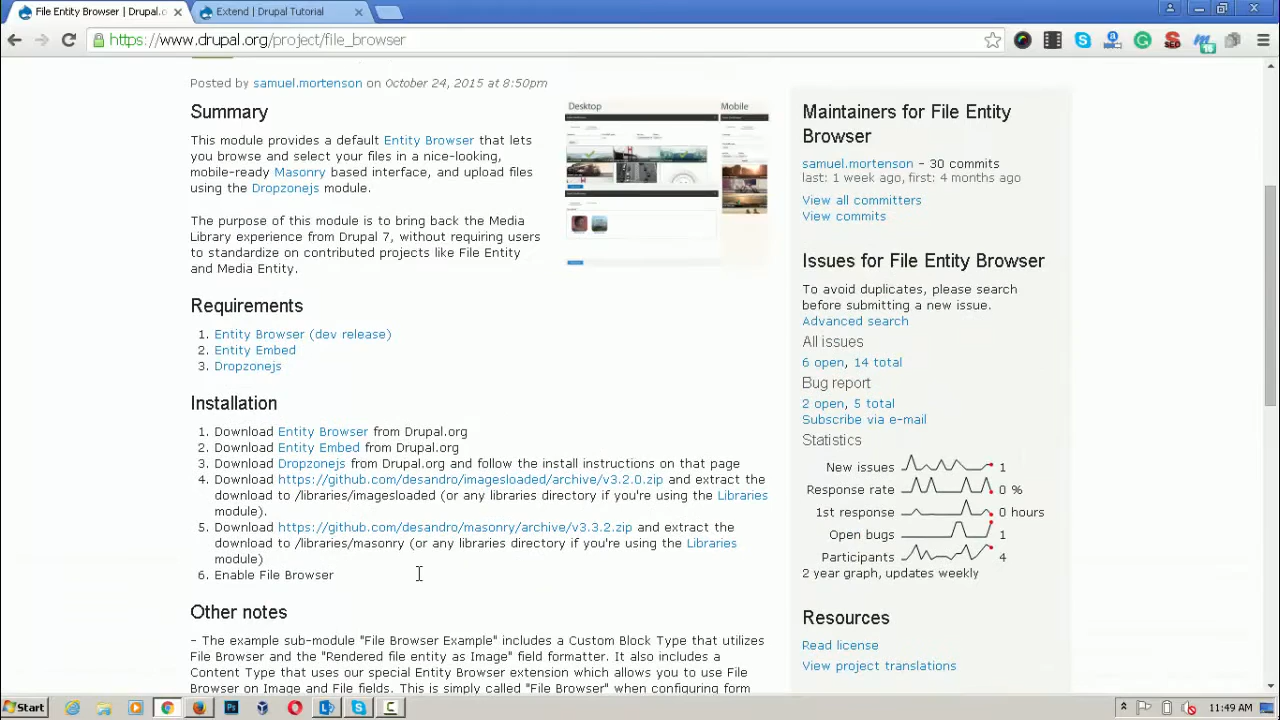 File Entity Browser | Drupal.o
Extend | Drupal Tutorial
https://www.drupal.org/project/file_browser
Posted by samuel.mortenson on October 24, 2015 at 8:50pm
Summary
This module provides a default Entity Browser that lets
you browse and select your files in a nice-looking,
mobile-ready Masonry based interface, and upload files
using the Dropzonejs module.
The purpose of this module is to bring back the Media
Library experience from Drupal 7, without requiring users
to standardize on contributed projects like File Entity
and Media Entity.
Desktop
Mobile
Requirements
1. Entity Browser (dev release)
2. Entity Embed
3. Dropzonejs
Installation
1. Download Entity Browser from Drupal.org
2. Download Entity Embed from Drupal.org
3. Download Dropzonejs from Drupal.org and follow the install instructions on that page
4. Download https://github.com/desandro/imagesloaded/archive/v3.2.0.zip and extract the
download to /libraries/imagesloaded (or any libraries directory if you're using the Libraries
module).
5. Download https://github.com/desandro/masonry/archive/v3.3.2.zip and extract the
download to /libraries/masonry (or any libraries directory if you're using the Libraries
module)
6. Enable File Browser
Other notes
- The example sub-module "File Browser Example" includes a Custom Block Type that utilizes
File Browser and the "Rendered file entity as Image" field formatter. It also includes a
Content Type that uses our special Entity Browser extension which allows you to use File
Browser on Image and File fields. This is simply called "File Browser" when configuring form
Maintainers for File Entity
Browser
samuel.mortenson – 30 commits
last: 1 week ago, first: 4 months ago
View all committers
View commits
Issues for File Entity Browser
To avoid duplicates, please search
before submitting a new issue.
Advanced search
All issues
6 open, 14 total
Bug report
2 open, 5 total
Subscribe via e-mail
Statistics
New issues 1
Response rate 0 %
1st response 0 hours
Open bugs 1
Participants 4
2 year graph, updates weekly
Resources
Read license
View project translations
Start
11:49 AM